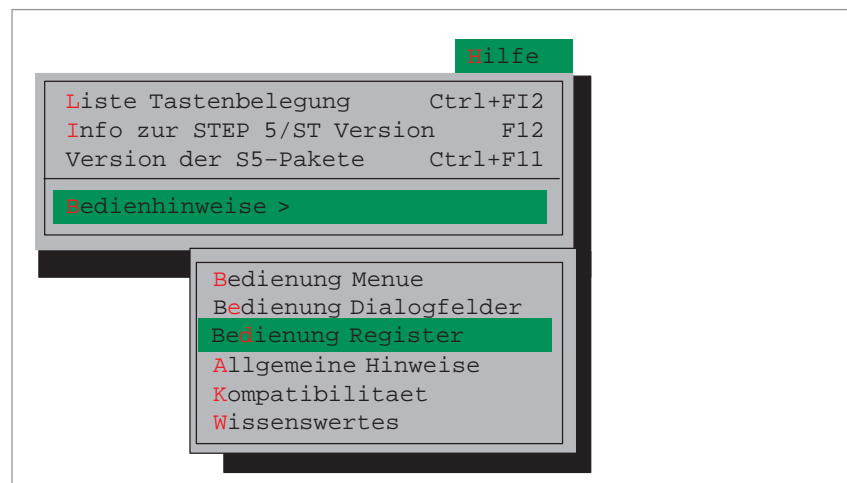 Hilfe
Liste Tastenbelegung Ctrl+FI2
Info zur STEP 5/ST Version F12
Version der S5-Pakete Ctrl+F11
Bedienhinweise >
Bedienung Menue
Bedienung Dialogfelder
Bedienung Register
Allgemeine Hinweise
Kompatibilitaet
Wissenswertes